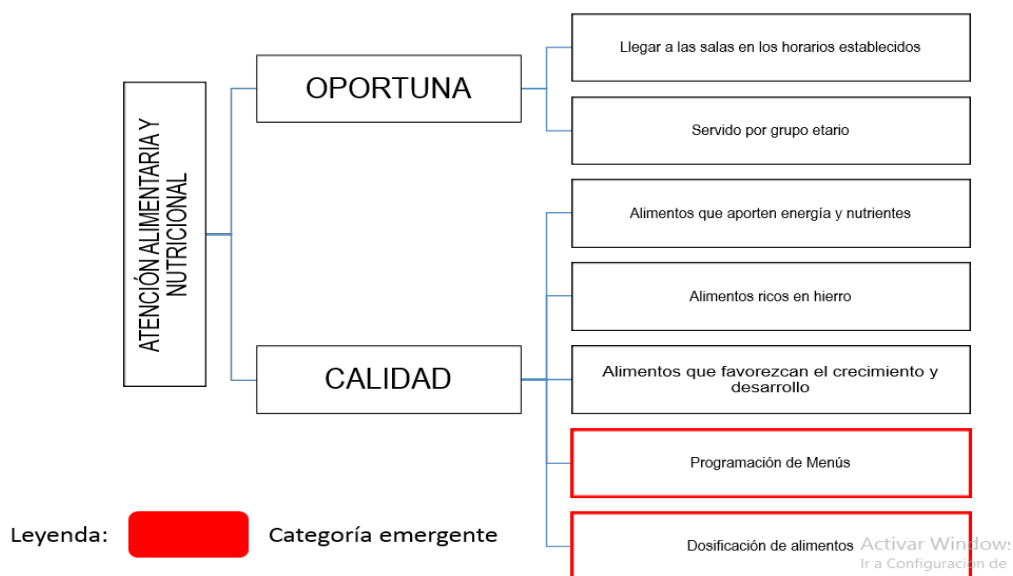 ATENCIÓN ALIMENTARIA Y
NUTRICIONAL
OPORTUNA
Llegar a las salas en los horarios establecidos
Servido por grupo etario
CALIDAD
Alimentos que aporten energía y nutrientes
Alimentos ricos en hierro
Alimentos que favorezcan el crecimiento y
desarrollo
Programación de Menús
Dosificación de alimentos
Leyenda:
Categoría emergente
Activar Windows
Ir a Configuración de